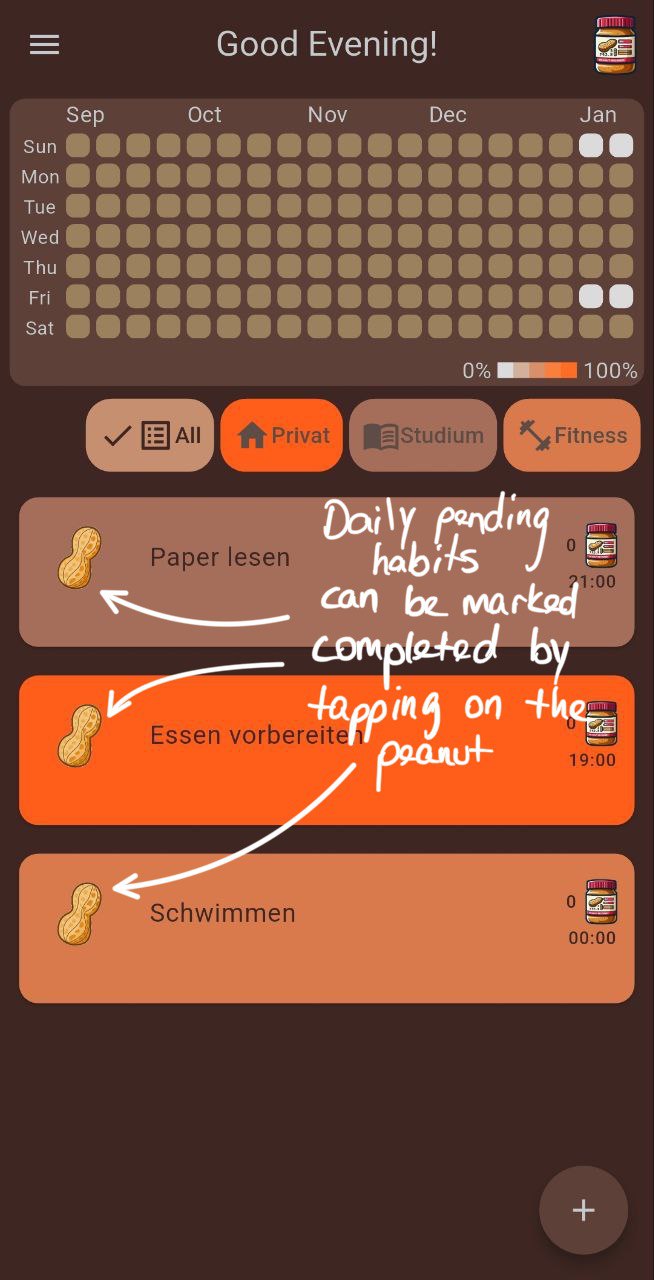 Good Evening!
Sep Oct Nov Dec Jan
Sun
Mon
Tue
Wed
Thu
Fri
Sat
0% 100%
All Privat Studium Fitness
Paper lesen
0
21:00
Daily pending
habits
can be marked
completed by
tapping on the
peanut
Essen vorbereiten
0
19:00
Schwimmen
0
00:00